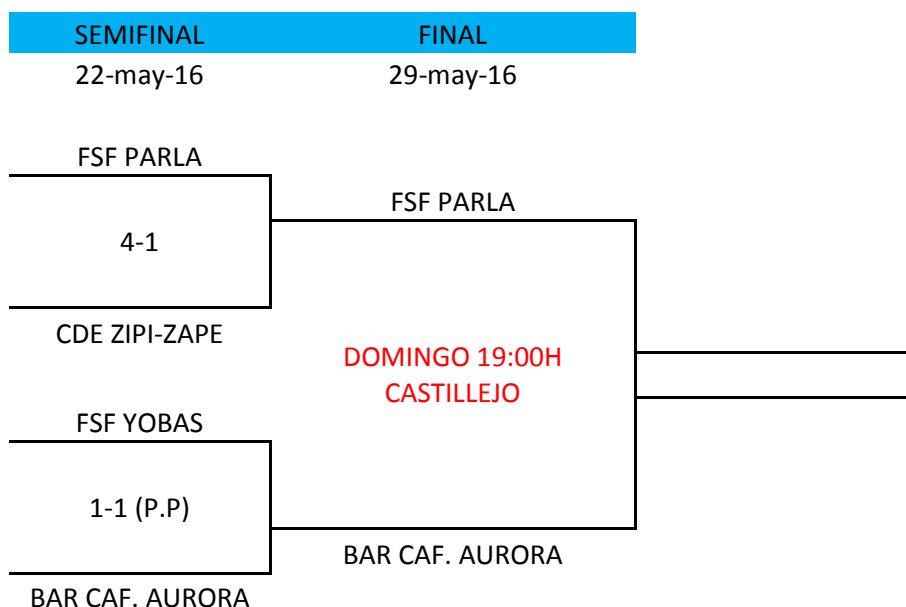 SEMIFINAL FINAL
22-may-16 29-may-16
FSF PARLA
FSF PARLA
4-1
CDE ZIPI-ZAPE
DOMINGO 19:00H
CASTILLEJO
FSF YOBAS
1-1 (P.P)
BAR CAF. AURORA
BAR CAF. AURORA